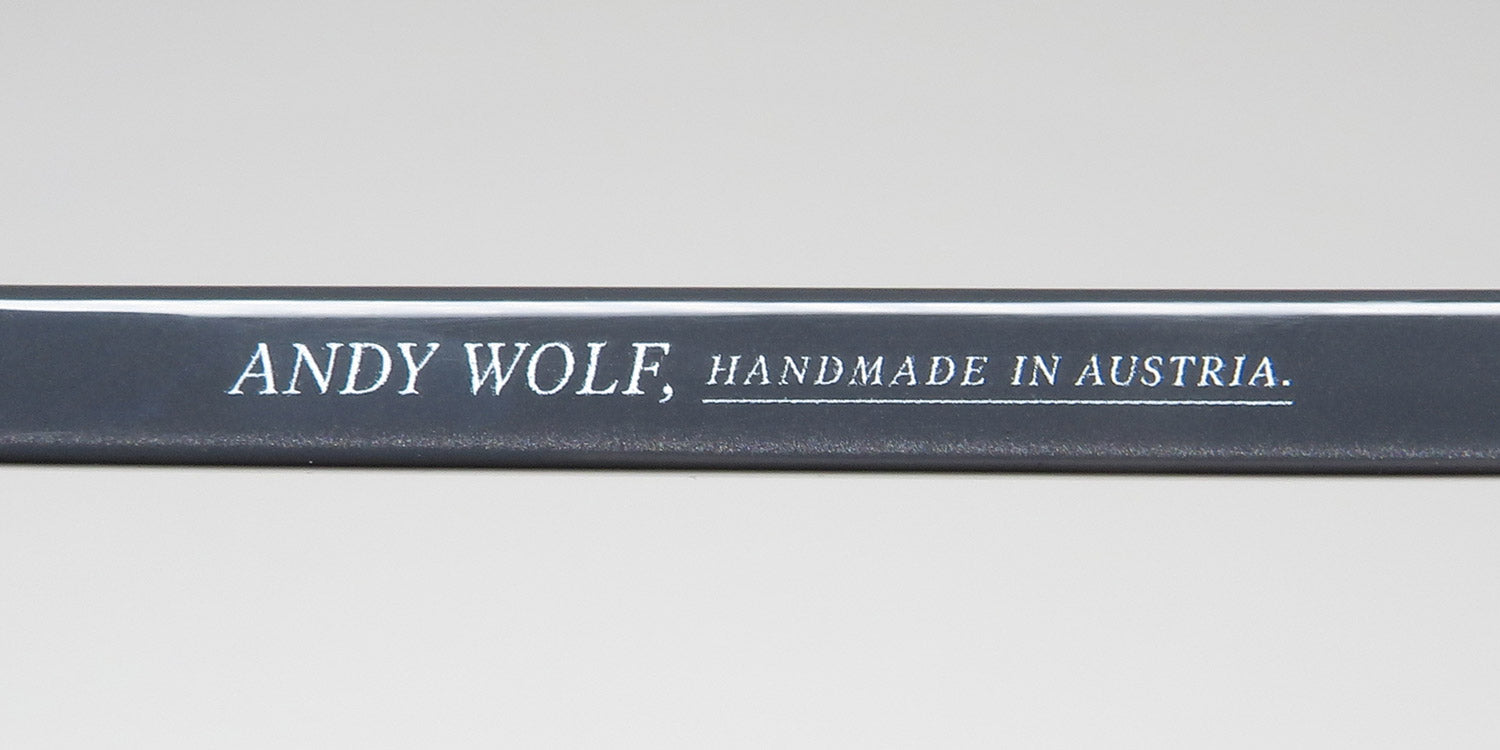 ANDY WOLF, HANDMADE IN AUSTRIA.